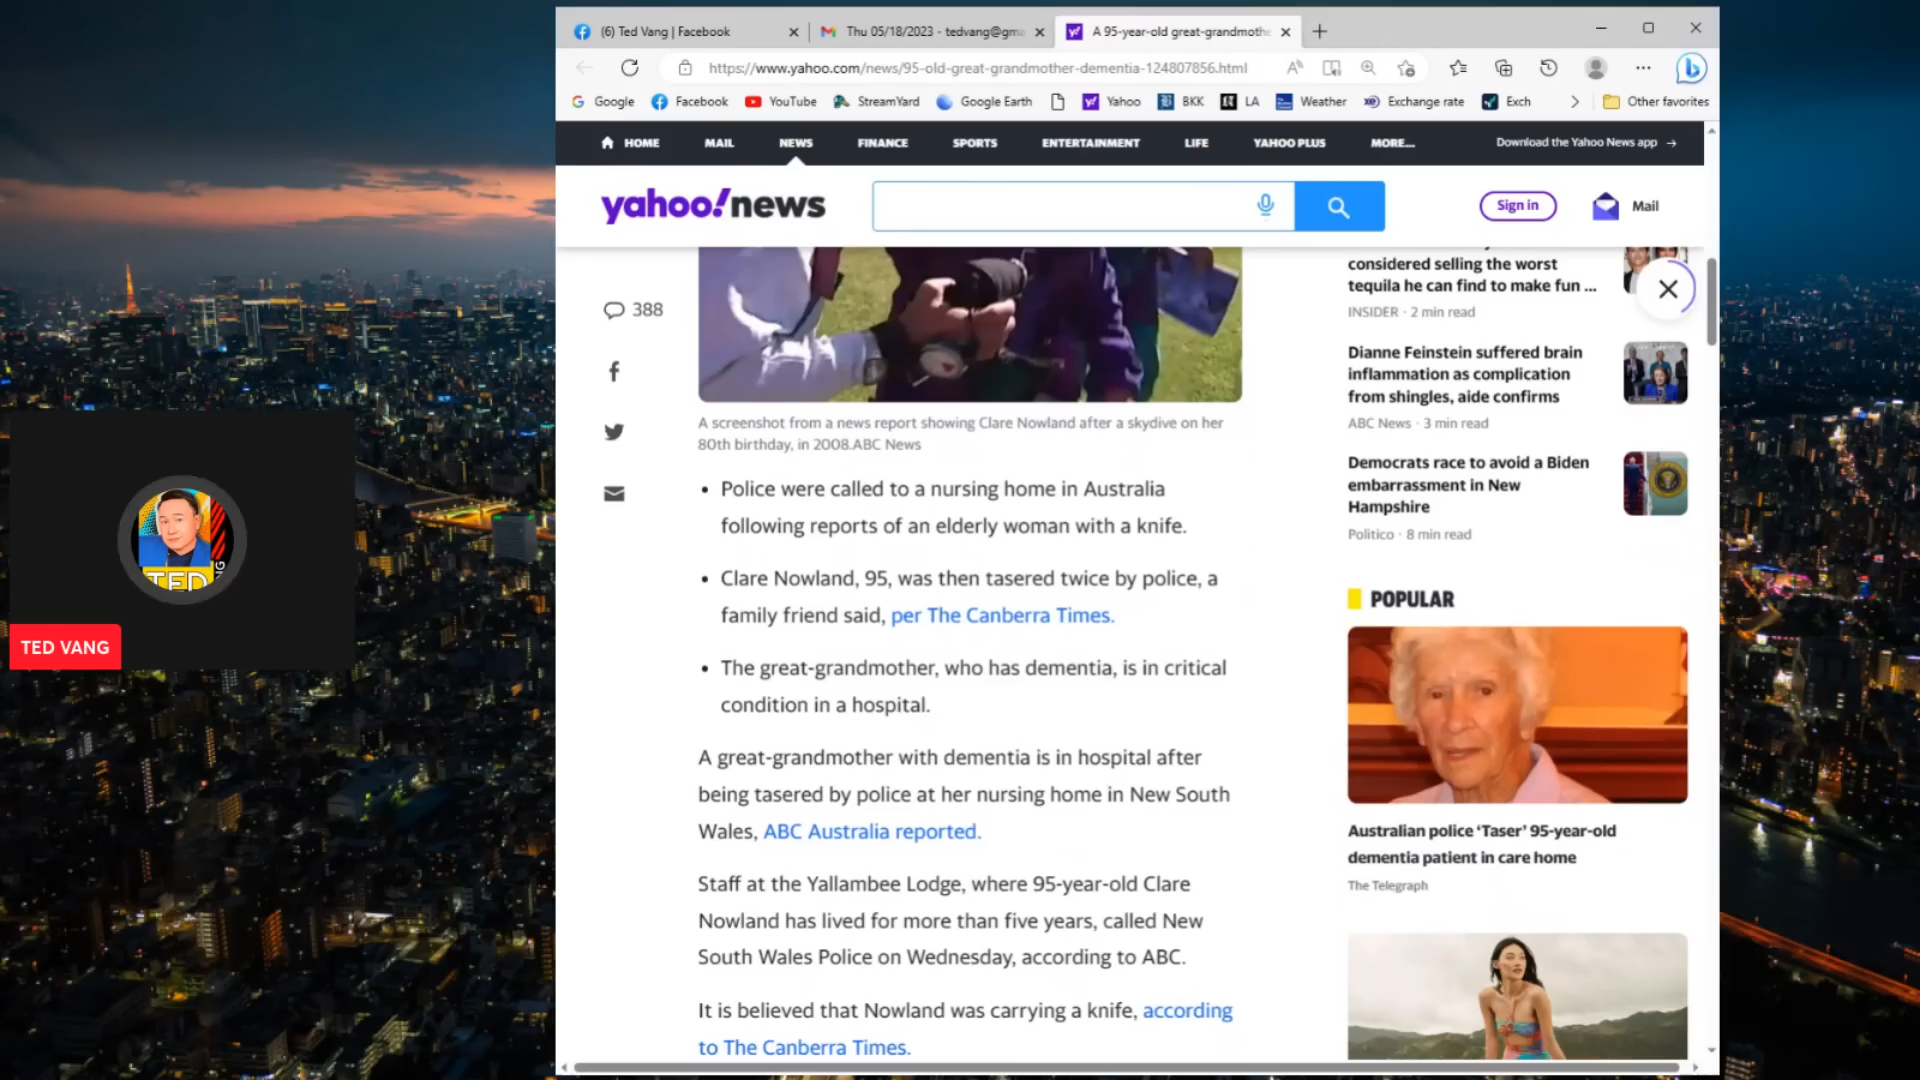 (6) Ted Vang | Facebook
Thu 05/18/2023 - tedvang@gma
A 95-year-old great-grandmothe
https://www.yahoo.com/news/95-old-great-grandmother-dementia-124807856.html
Google
Facebook
YouTube
StreamYard
Google Earth
Yahoo
BKK
LA
Weather
Exchange rate
Exch
Other favorites
HOME
MAIL
NEWS
FINANCE
SPORTS
ENTERTAINMENT
LIFE
YAHOO PLUS
MORE...
Download the Yahoo News app →
yahoo!news
Sign in
Mail
388
A screenshot from a news report showing Clare Nowland after a skydive on her
80th birthday, in 2008.ABC News
• Police were called to a nursing home in Australia
following reports of an elderly woman with a knife.
• Clare Nowland, 95, was then tasered twice by police, a
family friend said, per The Canberra Times.
• The great-grandmother, who has dementia, is in critical
condition in a hospital.
A great-grandmother with dementia is in hospital after
being tasered by police at her nursing home in New South
Wales, ABC Australia reported.
Staff at the Yallambee Lodge, where 95-year-old Clare
Nowland has lived for more than five years, called New
South Wales Police on Wednesday, according to ABC.
It is believed that Nowland was carrying a knife, according
to The Canberra Times.
considered selling the worst
tequila he can find to make fun ...
INSIDER · 2 min read
Dianne Feinstein suffered brain
inflammation as complication
from shingles, aide confirms
ABC News · 3 min read
Democrats race to avoid a Biden
embarrassment in New
Hampshire
Politico · 8 min read
POPULAR
Australian police ‘Taser’ 95-year-old
dementia patient in care home
The Telegraph
TED
TED VANG